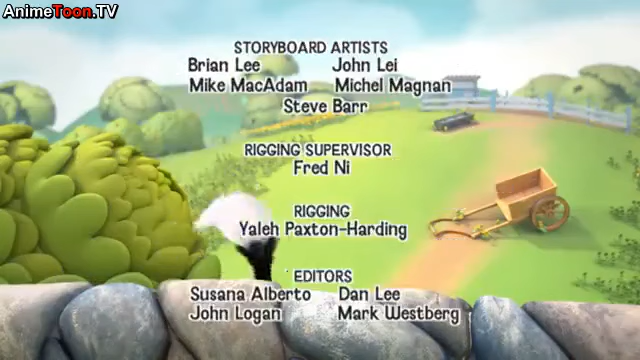 AnimeToon.TV
STORYBOARD ARTISTS
Brian Lee John Lei
Mike MacAdam Michel Magnan
Steve Barr
RIGGING SUPERVISOR
Fred Ni
RIGGING
Yaleh Paxton-Harding
EDITORS
Susana Alberto Dan Lee
John Logan Mark Westberg